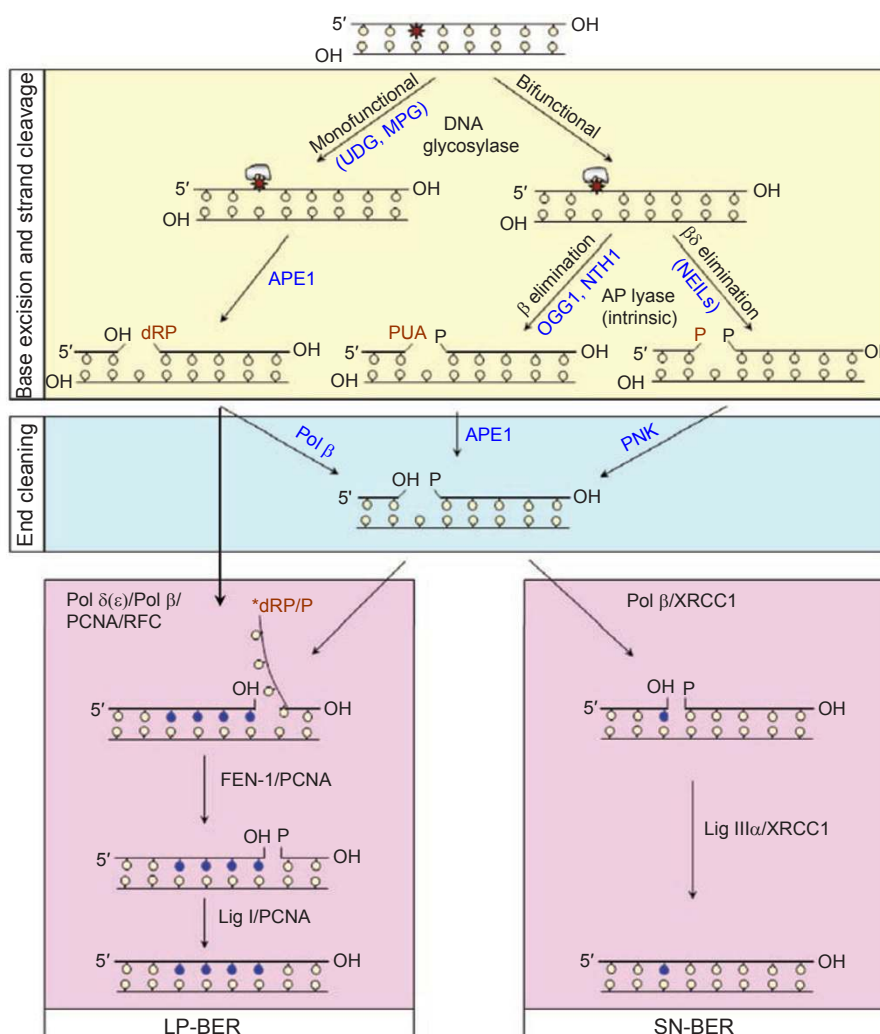 5′
OH
OH
Base excision and strand cleavage
Monofunctional
(UDG, MPG)
DNA
glycosylase
Bifunctional
5′
OH
OH
5′
OH
OH
APE1
β elimination
OGG1, NTH1
AP lyase
(intrinsic)
βδ elimination
(NEILs)
OH dRP
5′
OH
OH
PUA P
5′
OH
OH
P P
5′
OH
OH
End cleaning
Pol β
APE1
PNK
OH P
5′
OH
Pol δ(ε)/Pol β/
PCNA/RFC
*dRP/P
OH
5′
OH
FEN-1/PCNA
OH P
5′
OH
Lig I/PCNA
5′
OH
LP-BER
Pol β/XRCC1
OH P
5′
OH
Lig IIIα/XRCC1
5′
OH
SN-BER